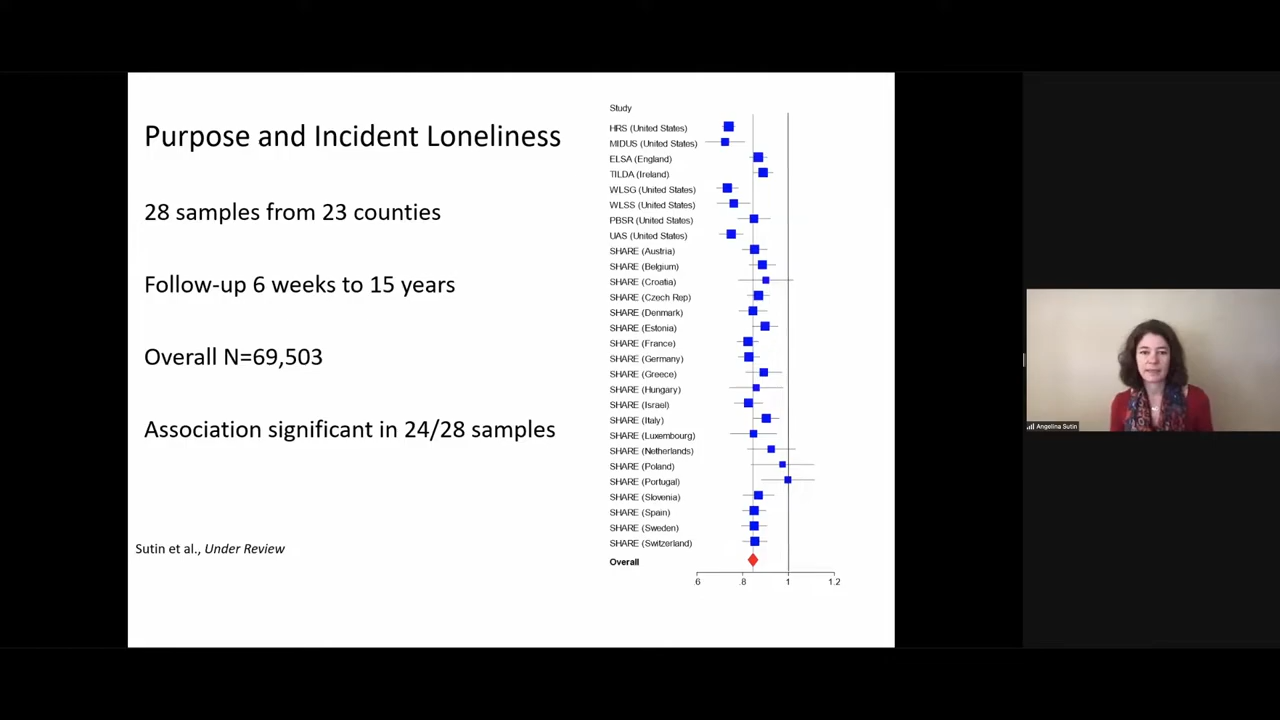 Purpose and Incident Loneliness
28 samples from 23 counties
Follow-up 6 weeks to 15 years
Overall N=69,503
Association significant in 24/28 samples
Sutin et al., Under Review
Study
HRS (United States)
MIDUS (United States)
ELSA (England)
TILDA (Ireland)
WLSG (United States)
WLSS (United States)
PBSR (United States)
UAS (United States)
SHARE (Austria)
SHARE (Belgium)
SHARE (Croatia)
SHARE (Czech Rep)
SHARE (Denmark)
SHARE (Estonia)
SHARE (France)
SHARE (Germany)
SHARE (Greece)
SHARE (Hungary)
SHARE (Israel)
SHARE (Italy)
SHARE (Luxembourg)
SHARE (Netherlands)
SHARE (Poland)
SHARE (Portugal)
SHARE (Slovenia)
SHARE (Spain)
SHARE (Sweden)
SHARE (Switzerland)
Overall
.6 .8 1 1.2
Angelina Sutin